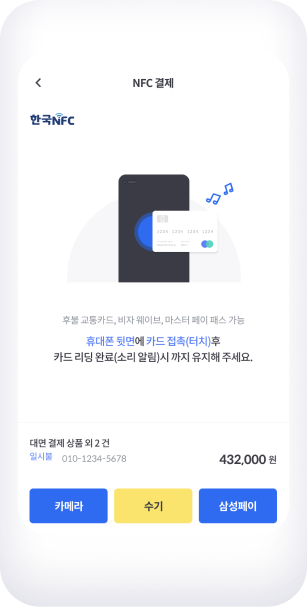 NFC 결제
한국NFC
1234 1234 1234 1234
후불 교통카드, 비자 웨이브, 마스터 페이 패스 가능
휴대폰 뒷면에 카드 접촉(터치)후
카드 리딩 완료(소리 알림)시 까지 유지해 주세요.
대면 결제 상품 외 2 건
일시불 010-1234-5678
432,000 원
카메라 수기 삼성페이